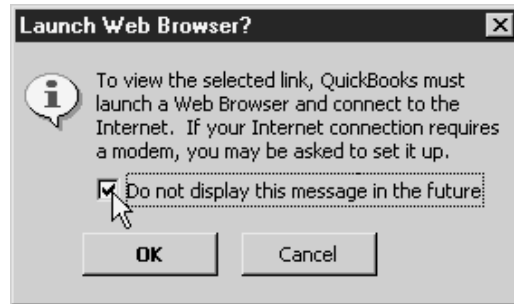 Launch Web Browser?
To view the selected link, QuickBooks must
launch a Web Browser and connect to the
Internet. If your Internet connection requires
a modem, you may be asked to set it up.
Do not display this message in the future
OK Cancel